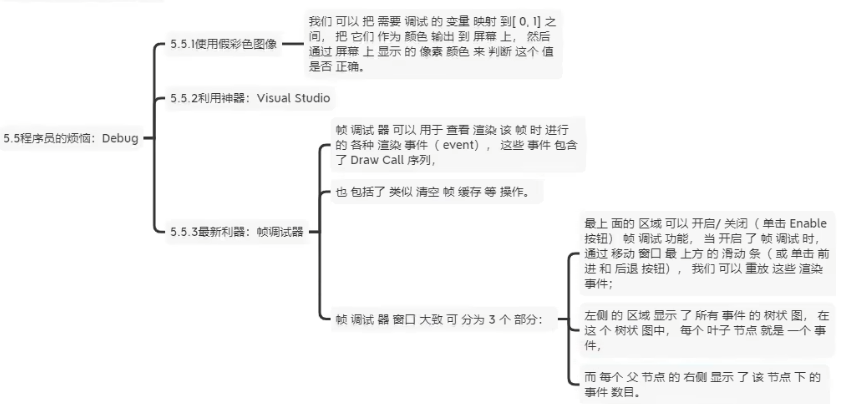 5.5程序员的烦恼：Debug
5.5.1使用假彩色图像
我们 可以 把 需要 调试 的 变量 映射 到[ 0, 1] 之
间， 把 它们 作为 颜色 输出 到 屏幕 上， 然后
通过 屏幕 上 显示 的 像素 颜色 来 判断 这个 值
是否 正确。
5.5.2利用神器：Visual Studio
5.5.3最新利器：帧调试器
帧 调试 器 可以 用于 查看 渲染 该 帧 时 进行
的 各种 渲染 事件（ event）， 这些 事件 包含
了 Draw Call 序列，
也 包括了 类似 清空 帧 缓存 等 操作。
帧 调试 器 窗口 大致 可 分为 3 个 部分：
最上 面的 区域 可以 开启/ 关闭（ 单击 Enable
按钮） 帧 调试 功能， 当 开启 了 帧 调试 时，
通过 移动 窗口 最 上方 的 滑动 条（ 或 单击 前
进 和 后退 按钮）， 我们 可以 重放 这些 渲染
事件；
左侧 的 区域 显示 了 所有 事件 的 树状 图， 在
这 个 树状 图中， 每个 叶子 节点 就是 一个 事
件，
而 每个 父 节点 的 右侧 显示 了 该 节点 下 的
事件 数目。